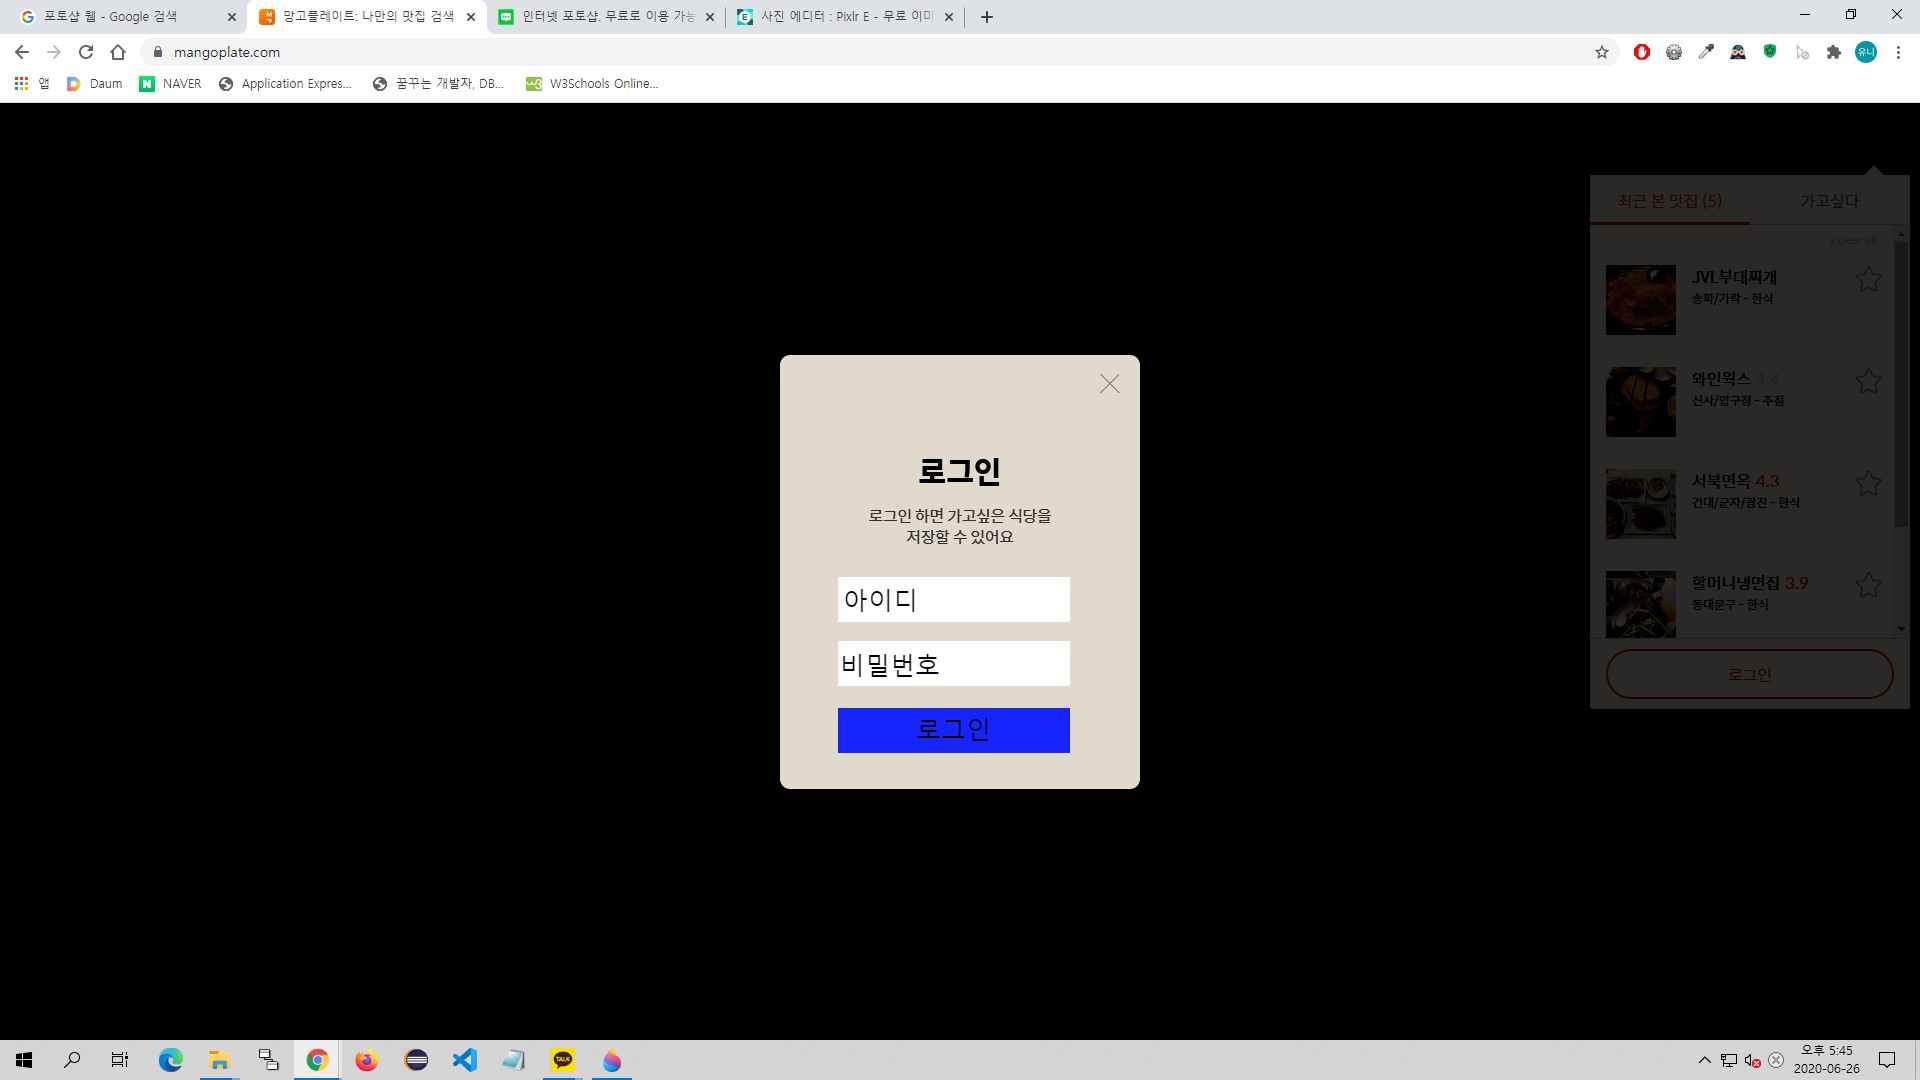 포토샵 웹 - Google 검색
망고플레이트: 나만의 맛집 검색
인터넷 포토샵. 무료로 이용 가능
사진 에디터 : Pixlr E - 무료 이미
mangoplate.com
유니
앱
Daum
NAVER
Application Expres...
꿈꾸는 개발자, DB...
W3Schools Online...
최근 본 맛집 (5)
가고싶다
x clear all
JVL부대찌개
송파/가락 - 한식
와인웍스 4.4
신사/압구정 - 주점
서북면옥 4.3
건대/군자/광진 - 한식
할머니냉면집 3.9
동대문구 - 한식
로그인
로그인
로그인 하면 가고싶은 식당을
저장할 수 있어요
아이디
비밀번호
로그인
TALK
오후 5:45
2020-06-26